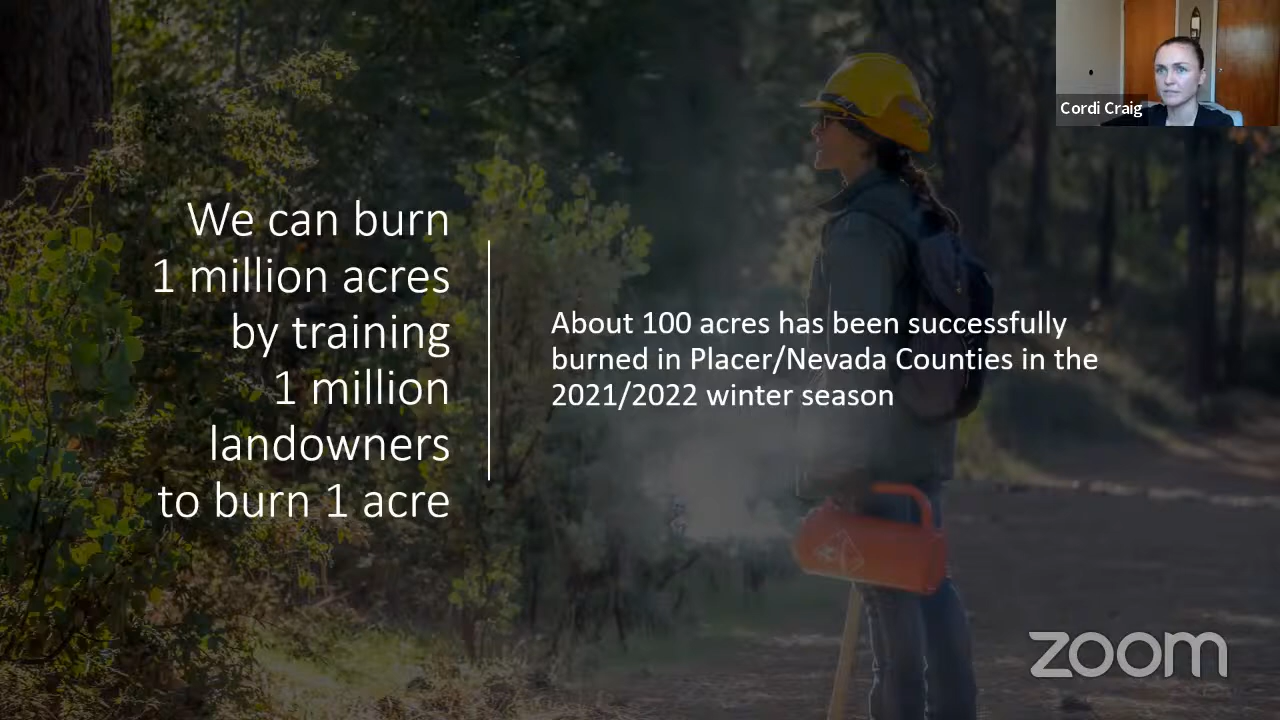 Cordi Craig
We can burn
1 million acres
by training
1 million
landowners
to burn 1 acre
About 100 acres has been successfully
burned in Placer/Nevada Counties in the
2021/2022 winter season
zoom